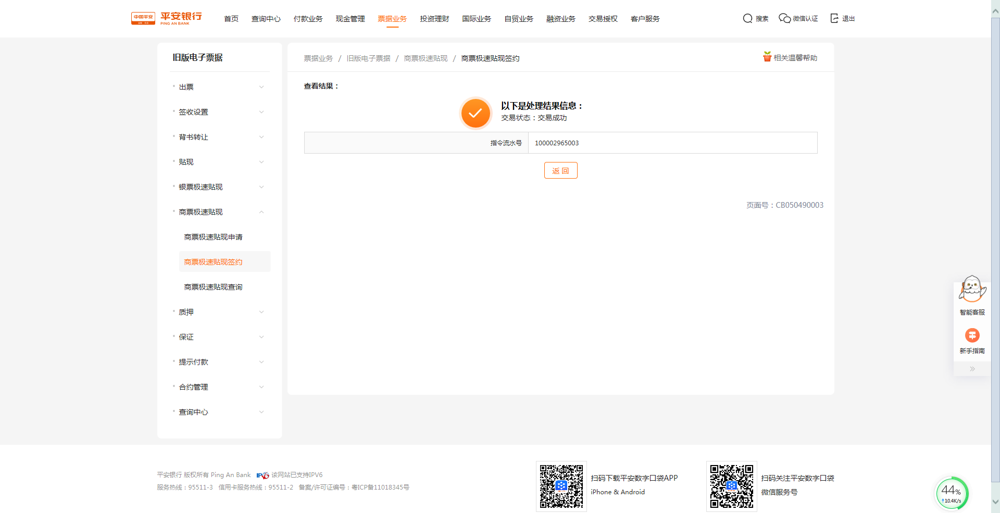 中国平安
平安银行
PING AN BANK
首页
查询中心
付款业务
现金管理
票据业务
投资理财
国际业务
自贸业务
融资业务
交易授权
客户服务
搜索
微信认证
退出
旧版电子票据
出票
签收设置
背书转让
贴现
银票极速贴现
商票极速贴现
商票极速贴现申请
商票极速贴现签约
商票极速贴现查询
质押
保证
提示付款
合约管理
查询中心
票据业务 / 旧版电子票据 / 商票极速贴现 / 商票极速贴现签约
相关温馨帮助
查看结果：
以下是处理结果信息：
交易状态：交易成功
指令流水号 100002965003
返 回
页面号：CB050490003
智能客服
新手指南
平安银行 版权所有 Ping An Bank IPV6 该网站已支持IPV6
服务热线：95511-3 信用卡服务热线：95511-2 备案/许可证编号：粤ICP备11018345号
扫码下载平安数字口袋APP
iPhone & Android
扫码关注平安数字口袋
微信服务号
44%
↑10.4K/s